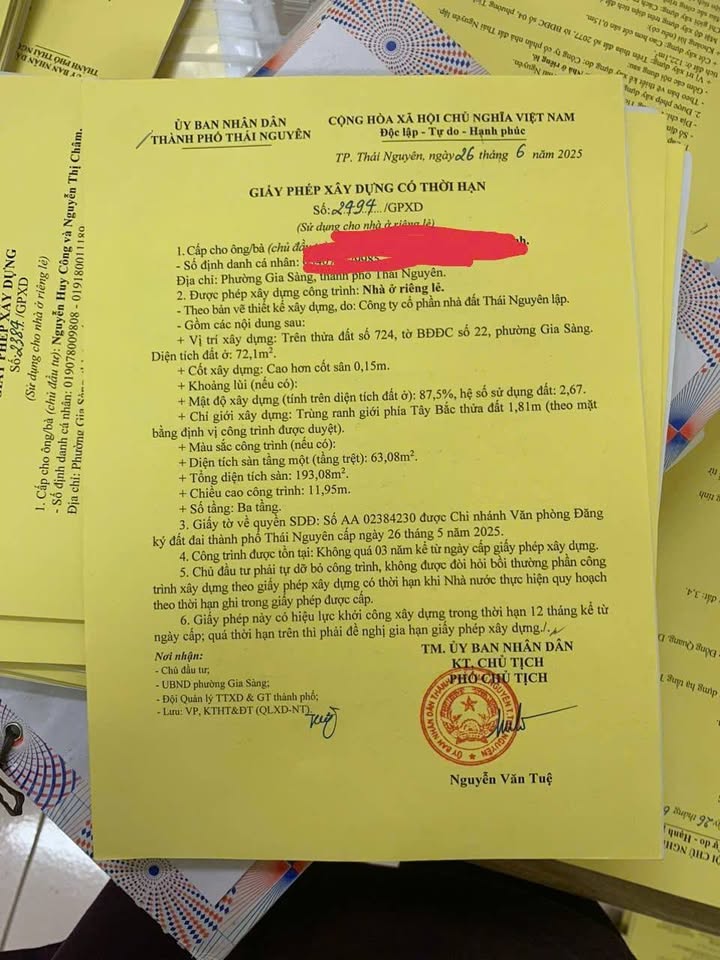 ỦY BAN NHÂN DÂN
THÀNH PHỐ THÁI NGUYÊN
CỘNG HÒA XÃ HỘI CHỦ NGHĨA VIỆT NAM
Độc lập - Tự do - Hạnh phúc
TP. Thái Nguyên, ngày 26 tháng 6 năm 2025
GIẤY PHÉP XÂY DỰNG CÓ THỜI HẠN
Số: 2494/GPXD
(Sử dụng cho nhà ở riêng lẻ)
1. Cấp cho ông/bà (chủ đầu
- Số định danh cá nhân:
Địa chỉ: Phường Gia Sàng, thành phố Thái Nguyên.
2. Được phép xây dựng công trình: Nhà ở riêng lẻ.
- Theo bản vẽ thiết kế xây dựng, do: Công ty cổ phần nhà đất Thái Nguyên lập.
- Gồm các nội dung sau:
+ Vị trí xây dựng: Trên thửa đất số 724, tờ BĐĐC số 22, phường Gia Sàng.
Diện tích đất ở: 72,1m².
+ Cốt xây dựng: Cao hơn cốt sân 0,15m.
+ Khoảng lùi (nếu có):
+ Mật độ xây dựng (tính trên diện tích đất ở): 87,5%, hệ số sử dụng đất: 2,67.
+ Chỉ giới xây dựng: Trùng ranh giới phía Tây Bắc thửa đất 1,81m (theo mặt
bằng định vị công trình được duyệt).
+ Màu sắc công trình (nếu có):
+ Diện tích sàn tầng một (tầng trệt): 63,08m².
+ Tổng diện tích sàn: 193,08m².
+ Chiều cao công trình: 11,95m.
+ Số tầng: Ba tầng.
3. Giấy tờ về quyền SDĐ: Số AA 02384230 được Chi nhánh Văn phòng Đăng
ký đất đai thành phố Thái Nguyên cấp ngày 26 tháng 5 năm 2025.
4. Công trình được tồn tại: Không quá 03 năm kể từ ngày cấp giấy phép xây dựng.
5. Chủ đầu tư phải tự dỡ bỏ công trình, không được đòi hỏi bồi thường phần công
trình xây dựng theo giấy phép xây dựng có thời hạn khi Nhà nước thực hiện quy hoạch
theo thời hạn ghi trong giấy phép được cấp.
6. Giấy phép này có hiệu lực khởi công xây dựng trong thời hạn 12 tháng kể từ
ngày cấp; quá thời hạn trên thì phải đề nghị gia hạn giấy phép xây dựng./.
Nơi nhận:
- Chủ đầu tư;
- UBND phường Gia Sàng;
- Đội Quản lý TTXD & GT thành phố;
- Lưu: VP, KTHT&ĐT (QLXD-NT).
TM. ỦY BAN NHÂN DÂN
KT. CHỦ TỊCH
PHÓ CHỦ TỊCH
Nguyễn Văn Tuệ
XÂY DỰNG
Số: 2384/GPXD
(Sử dụng cho nhà ở riêng lẻ)
1. Cấp cho ông/bà (chủ đầu tư): Nguyễn Huy Công và Nguyễn Thị Châm.
- Số định danh cá nhân: 019078009808 -
Địa chỉ: Phường Gia